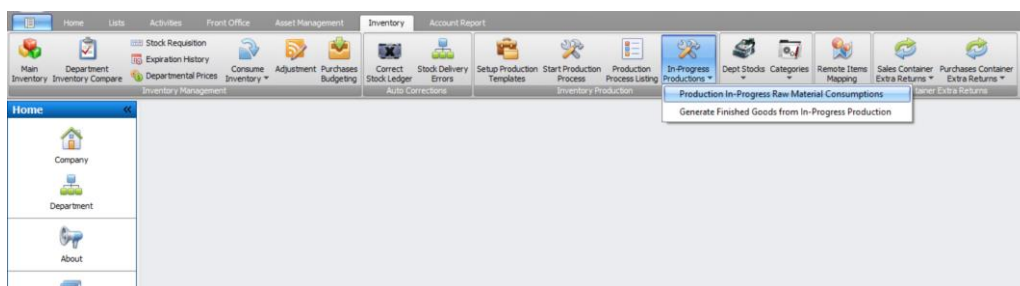 Home Lists Activities Front Office Asset Management Inventory Account Report
Main Inventory
Department Inventory Compare
Stock Requisition
Expiration History
Departmental Prices
Consume Inventory
Adjustment
Purchases Budgeting
Correct Stock Ledger
Stock Delivery Errors
Setup Production Templates
Start Production Process
Production Process Listing
In-Progress Productions
Dept Stocks
Categories
Remote Items Mapping
Sales Container Extra Returns
Purchases Container Extra Returns
Inventory Management
Auto Corrections
Inventory Production
tainer Extra Returns
Production In-Progress Raw Material Consumptions
Generate Finished Goods from In-Progress Production
Home
Company
Department
About